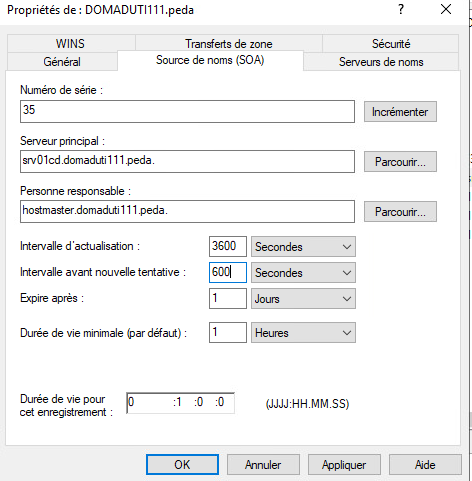 Propriétés de : DOMADUTI111.peda
?
WINS Transferts de zone Sécurité
Général Source de noms (SOA) Serveurs de noms
Numéro de série :
35 Incrémenter
Serveur principal :
srv01cd.domaduti111.peda. Parcourir...
Personne responsable :
hostmaster.domaduti111.peda. Parcourir...
Intervalle d'actualisation : 3600 Secondes
Intervalle avant nouvelle tentative : 600 Secondes
Expire après : 1 Jours
Durée de vie minimale (par défaut) : 1 Heures
Durée de vie pour
cet enregistrement : 0 :1 :0 :0 (JJJJ:HH.MM.SS)
OK Annuler Appliquer Aide